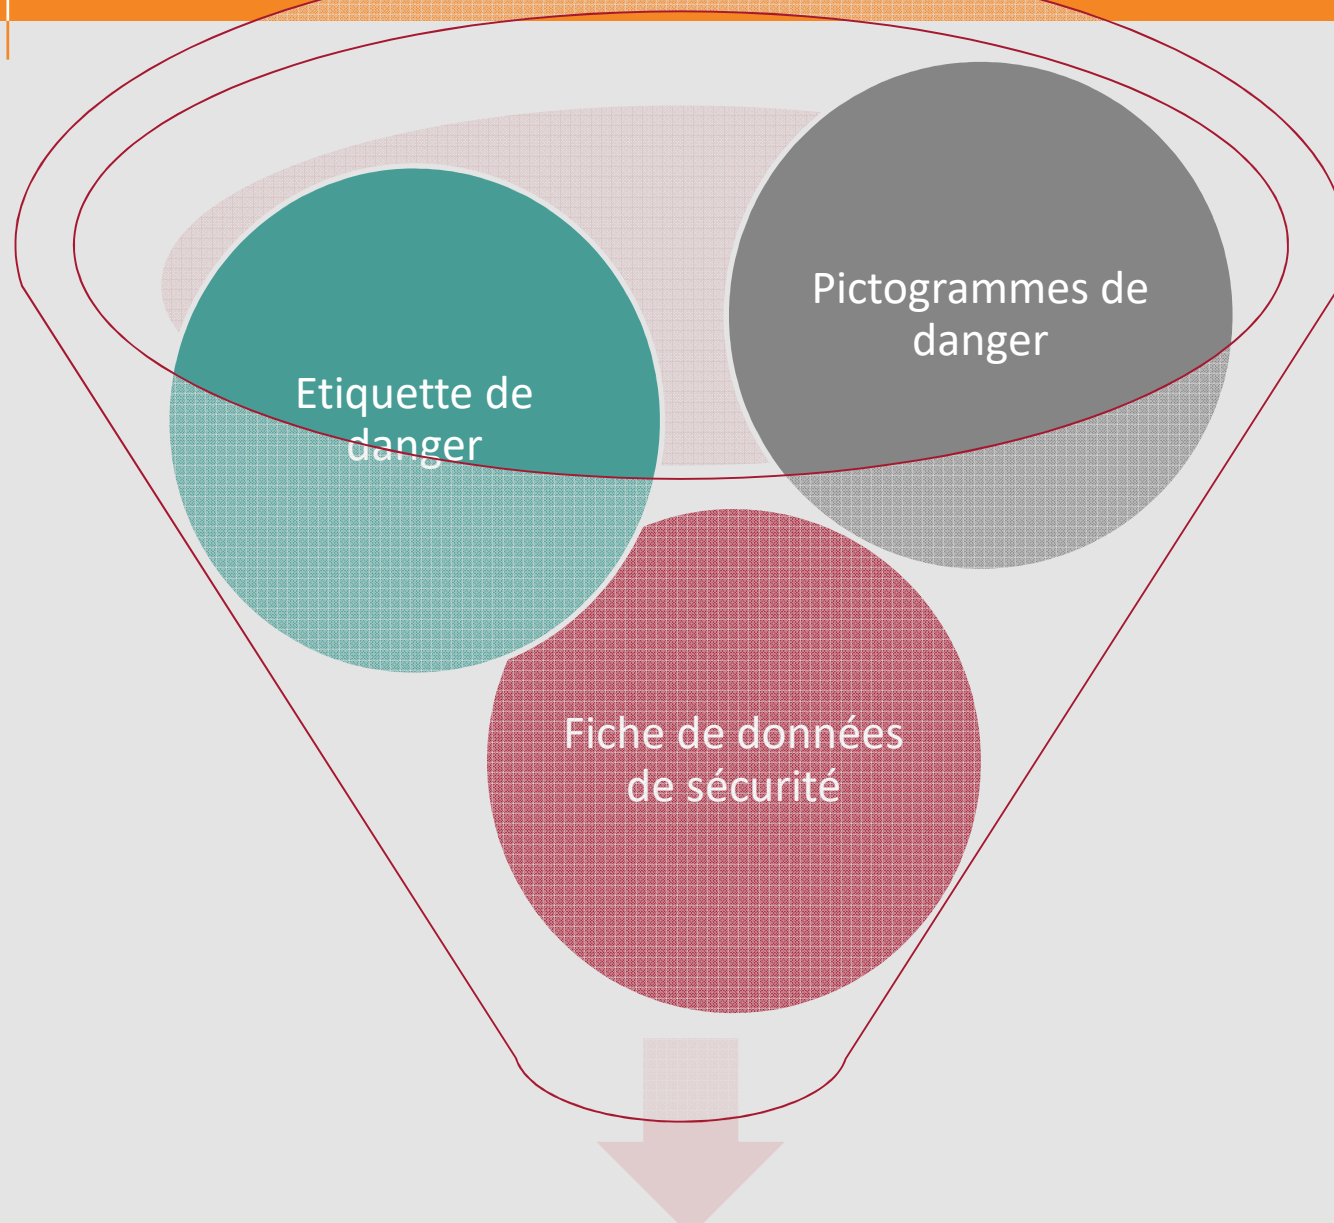 Pictogrammes de
danger
Etiquette de
danger
Fiche de données
de sécurité